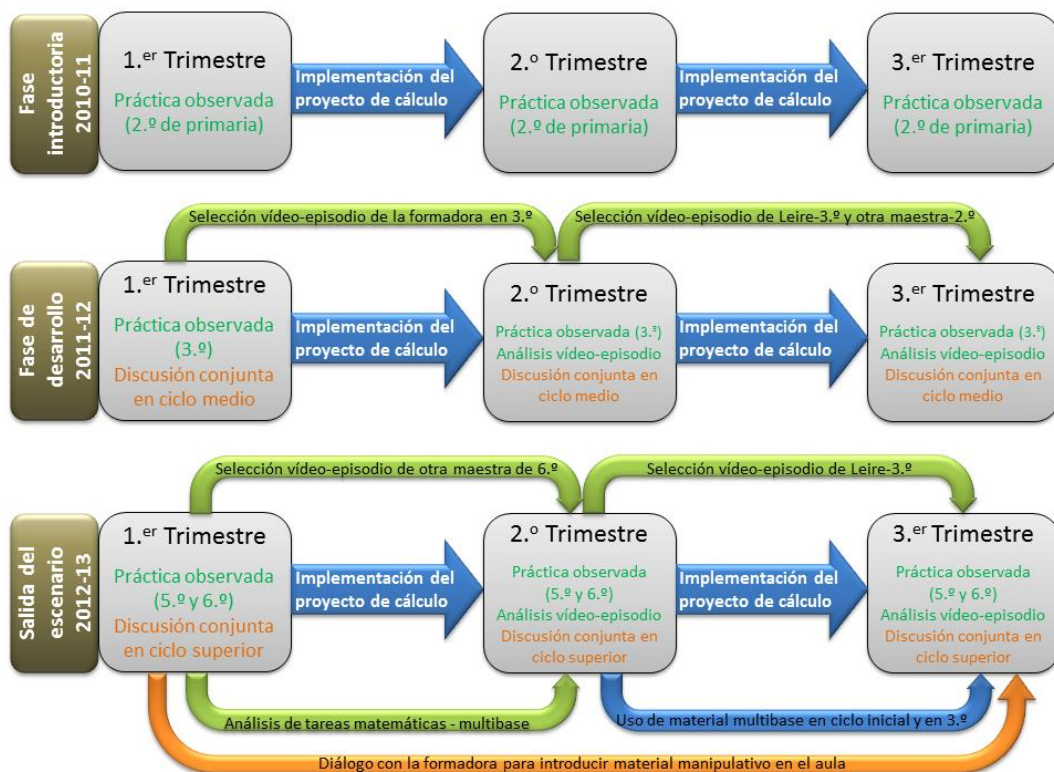 Fase
introductoria
2010-11
1.er Trimestre
Práctica observada
(2.º de primaria)
Implementación del
proyecto de cálculo
2.º Trimestre
Práctica observada
(2.º de primaria)
Implementación del
proyecto de cálculo
3.er Trimestre
Práctica observada
(2.º de primaria)
Selección vídeo-episodio de la formadora en 3.º
Selección vídeo-episodio de Leire-3.º y otra maestra-2.º
Fase de
desarrollo
2011-12
1.er Trimestre
Práctica observada
(3.º)
Discusión conjunta
en ciclo medio
Implementación del
proyecto de cálculo
2.º Trimestre
Práctica observada (3.º)
Análisis vídeo-episodio
Discusión conjunta en
ciclo medio
Implementación del
proyecto de cálculo
3.er Trimestre
Práctica observada (3.º)
Análisis vídeo-episodio
Discusión conjunta en
ciclo medio
Selección vídeo-episodio de otra maestra de 6.º
Selección vídeo-episodio de Leire-3.º
Salida del
escenario
2012-13
1.er Trimestre
Práctica observada
(5.º y 6.º)
Discusión conjunta
en ciclo superior
Implementación del
proyecto de cálculo
2.º Trimestre
Práctica observada
(5.º y 6.º)
Análisis vídeo-episodio
Discusión conjunta en
ciclo superior
Implementación del
proyecto de cálculo
3.er Trimestre
Práctica observada
(5.º y 6.º)
Análisis vídeo-episodio
Discusión conjunta en
ciclo superior
Análisis de tareas matemáticas - multibase
Uso de material multibase en ciclo inicial y en 3.º
Diálogo con la formadora para introducir material manipulativo en el aula